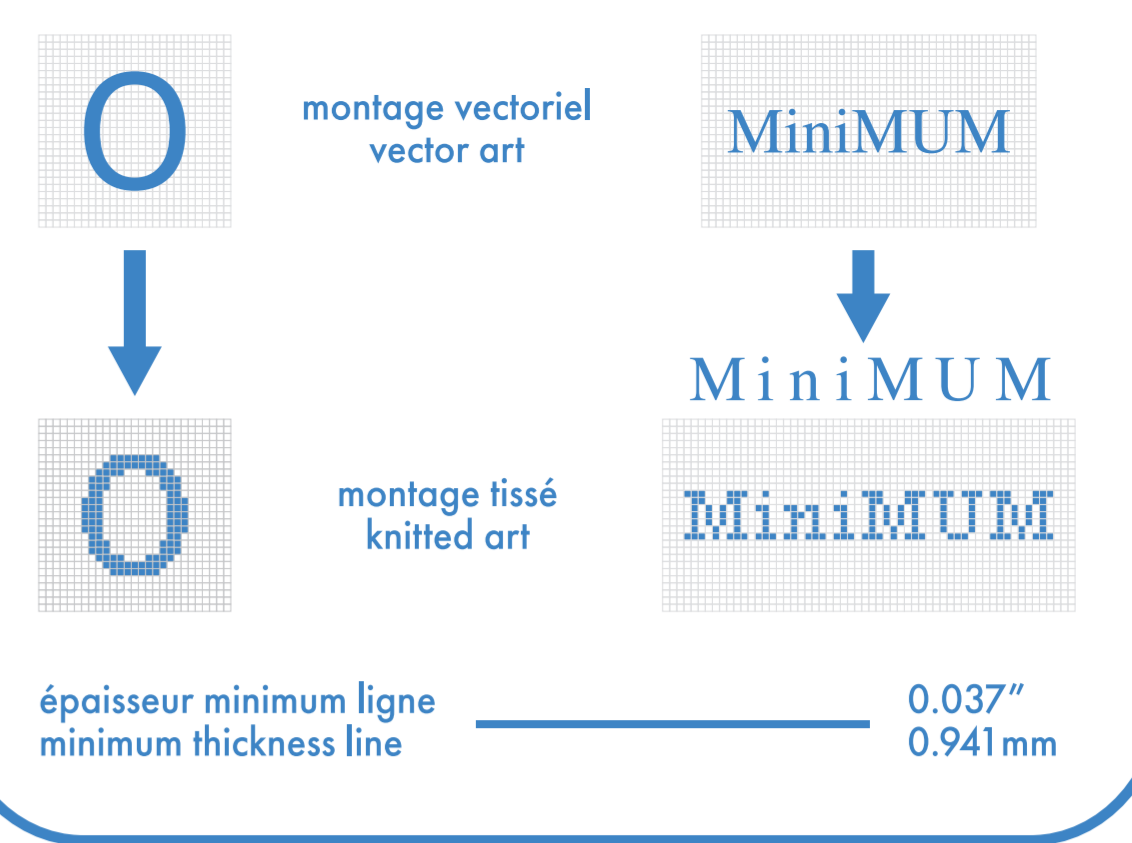 O
montage vectoriel
vector art
MiniMUM
MiniMUM
O
montage tissé
knitted art
MiniMUM
épaisseur minimum ligne
minimum thickness line
0.037"
0.941mm